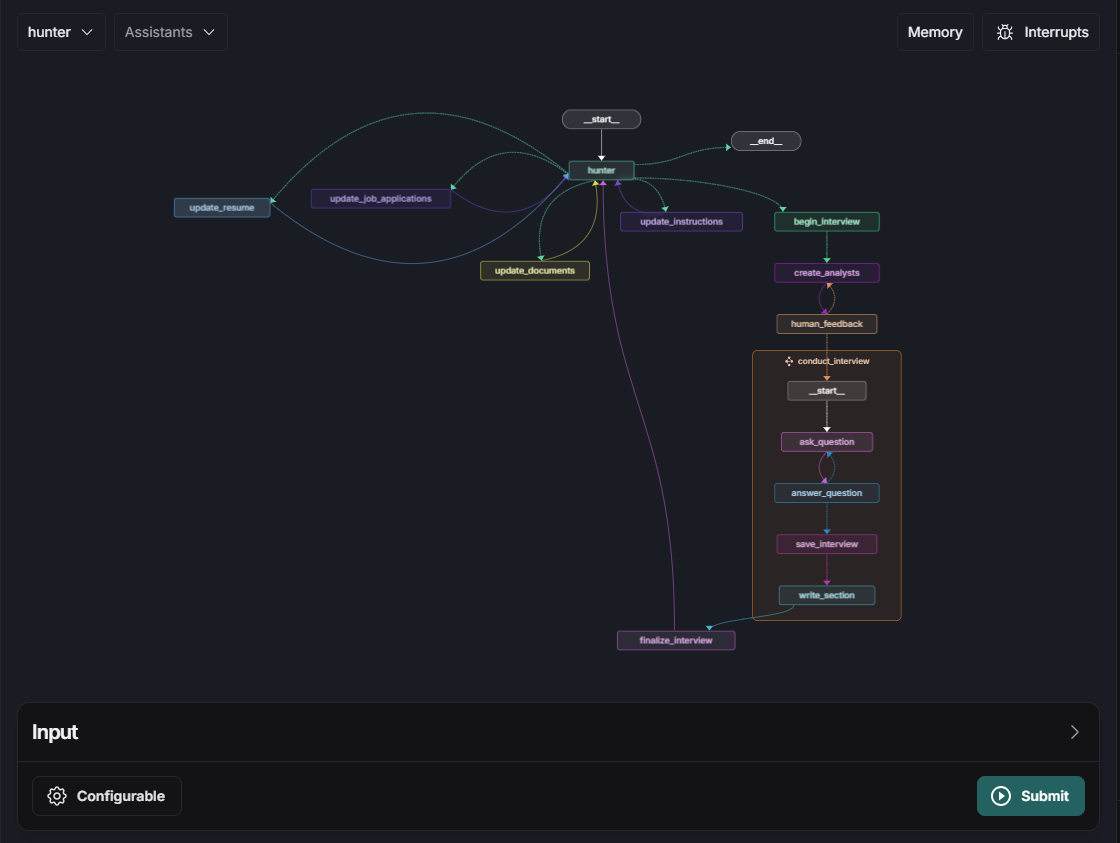 hunter
Assistants
Memory
Interrupts
__start__
__end__
hunter
update_job_applications
update_resume
update_instructions
begin_interview
update_documents
create_analysts
human_feedback
conduct_interview
__start__
ask_question
answer_question
save_interview
write_section
finalize_interview
Input
Configurable
Submit